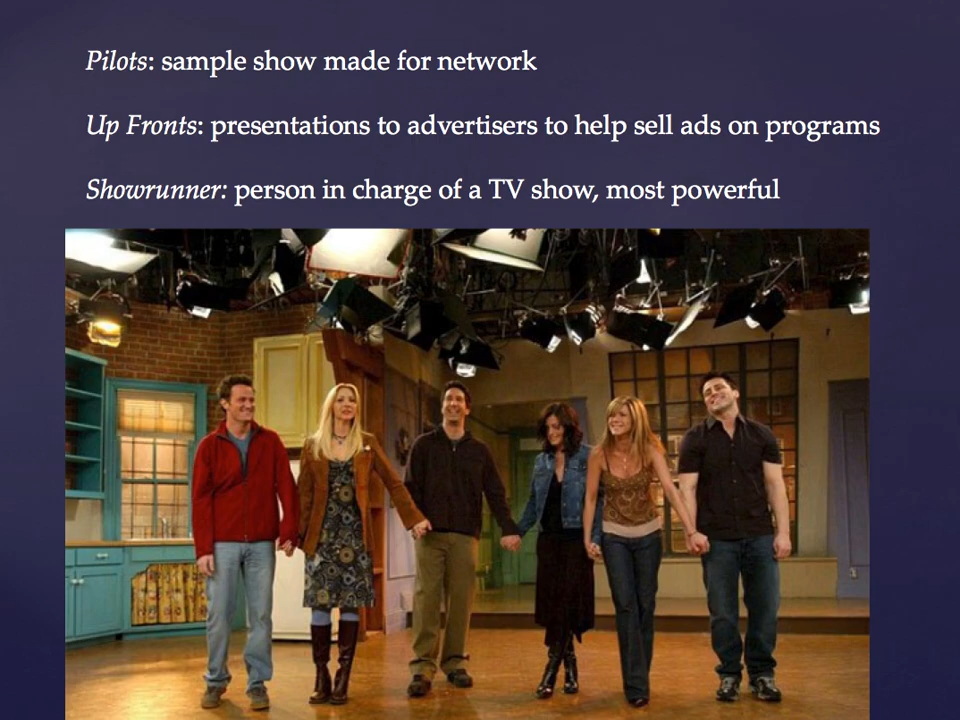 Pilots: sample show made for network
Up Fronts: presentations to advertisers to help sell ads on programs
Showrunner: person in charge of a TV show, most powerful